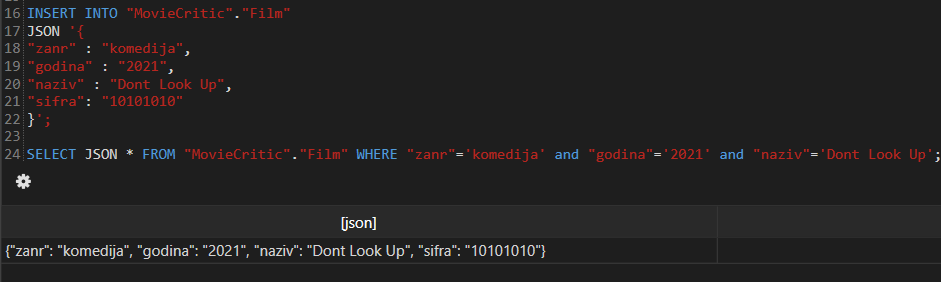 16 INSERT INTO "MovieCritic"."Film"
17 JSON '{
18 "zanr" : "komedija",
19 "godina" : "2021",
20 "naziv" : "Dont Look Up",
21 "sifra": "10101010"
22 }';
23
24 SELECT JSON * FROM "MovieCritic"."Film" WHERE "zanr"='komedija' and "godina"='2021' and "naziv"='Dont Look Up';
[json]
{"zanr": "komedija", "godina": "2021", "naziv": "Dont Look Up", "sifra": "10101010"}